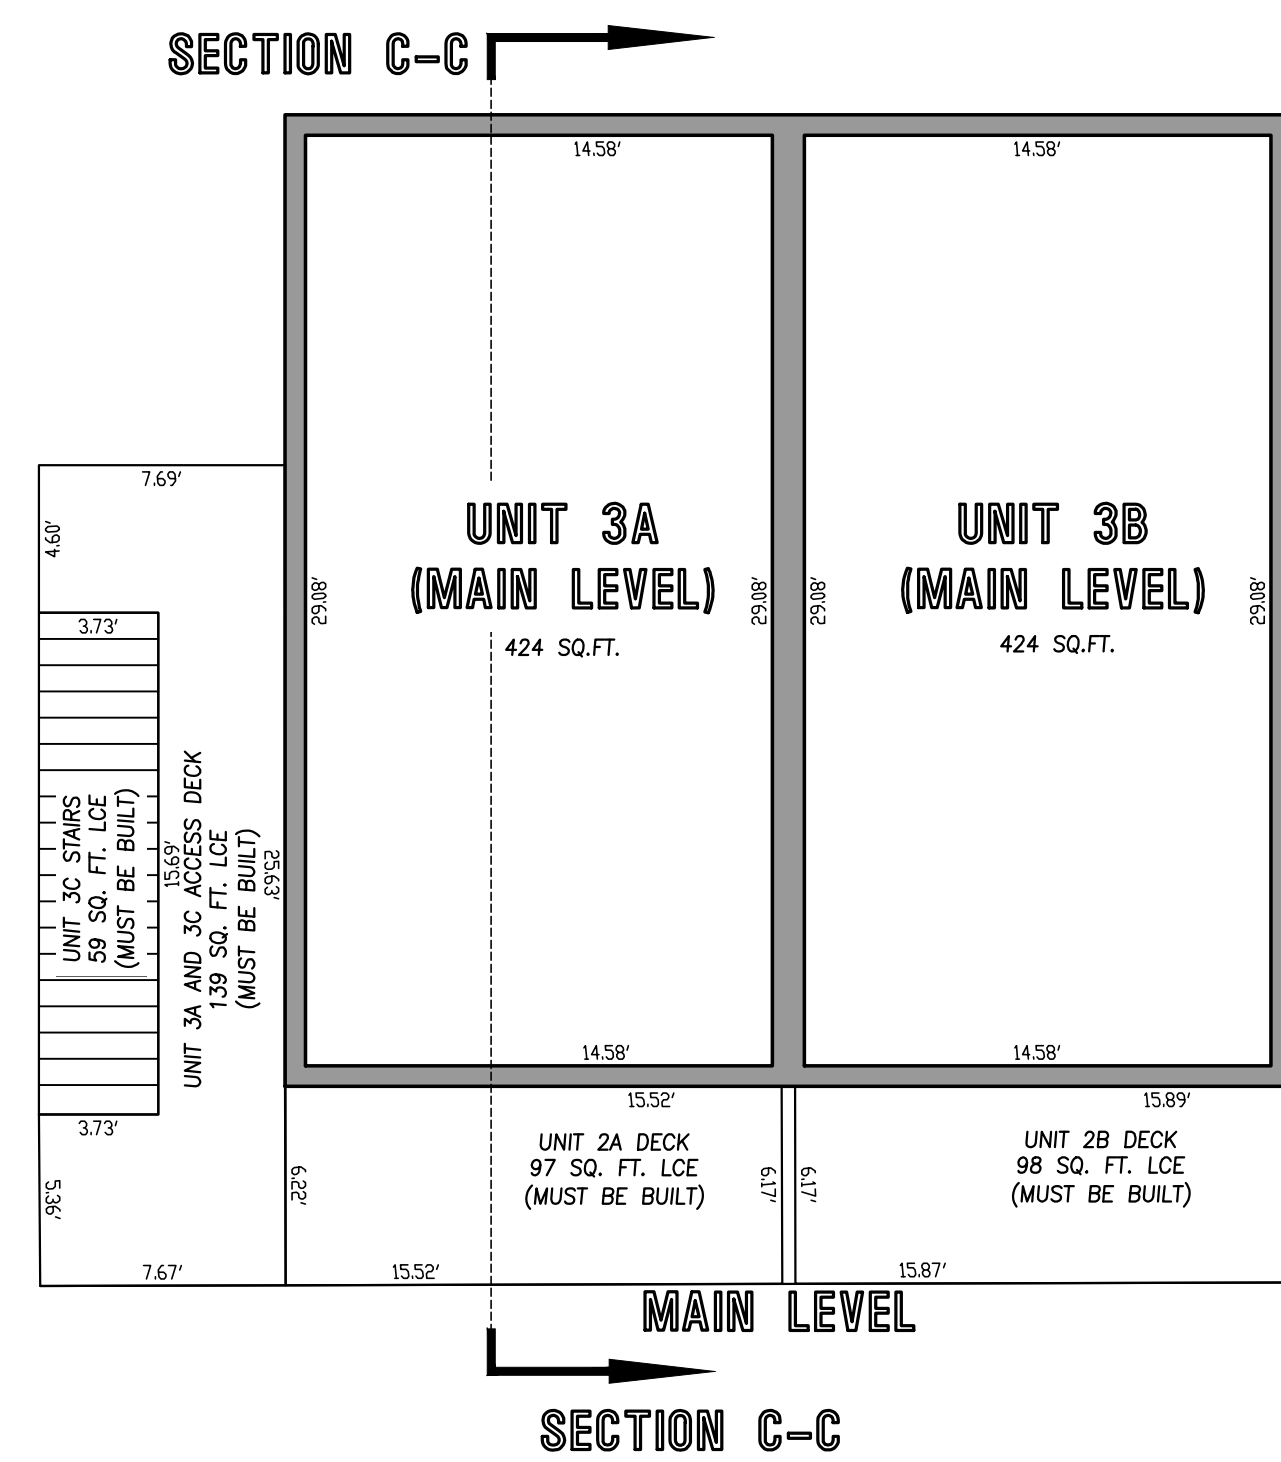 SECTION C-C
14.58'
14.58'
7.69'
4.60'
UNIT 3A
(MAIN LEVEL)
424 SQ.FT.
29.08'
29.08'
UNIT 3B
(MAIN LEVEL)
424 SQ.FT.
29.08'
29.08'
3.73'
UNIT 3C STAIRS
59 SQ. FT. LCE
(MUST BE BUILT)
15.69'
UNIT 3A AND 3C ACCESS DECK
139 SQ. FT. LCE
(MUST BE BUILT)
25.63'
14.58'
14.58'
3.73'
5.36'
7.67'
15.52'
UNIT 2A DECK
97 SQ. FT. LCE
(MUST BE BUILT)
6.22'
6.17'
15.52'
15.89'
UNIT 2B DECK
98 SQ. FT. LCE
(MUST BE BUILT)
6.17'
15.87'
MAIN LEVEL
SECTION C-C